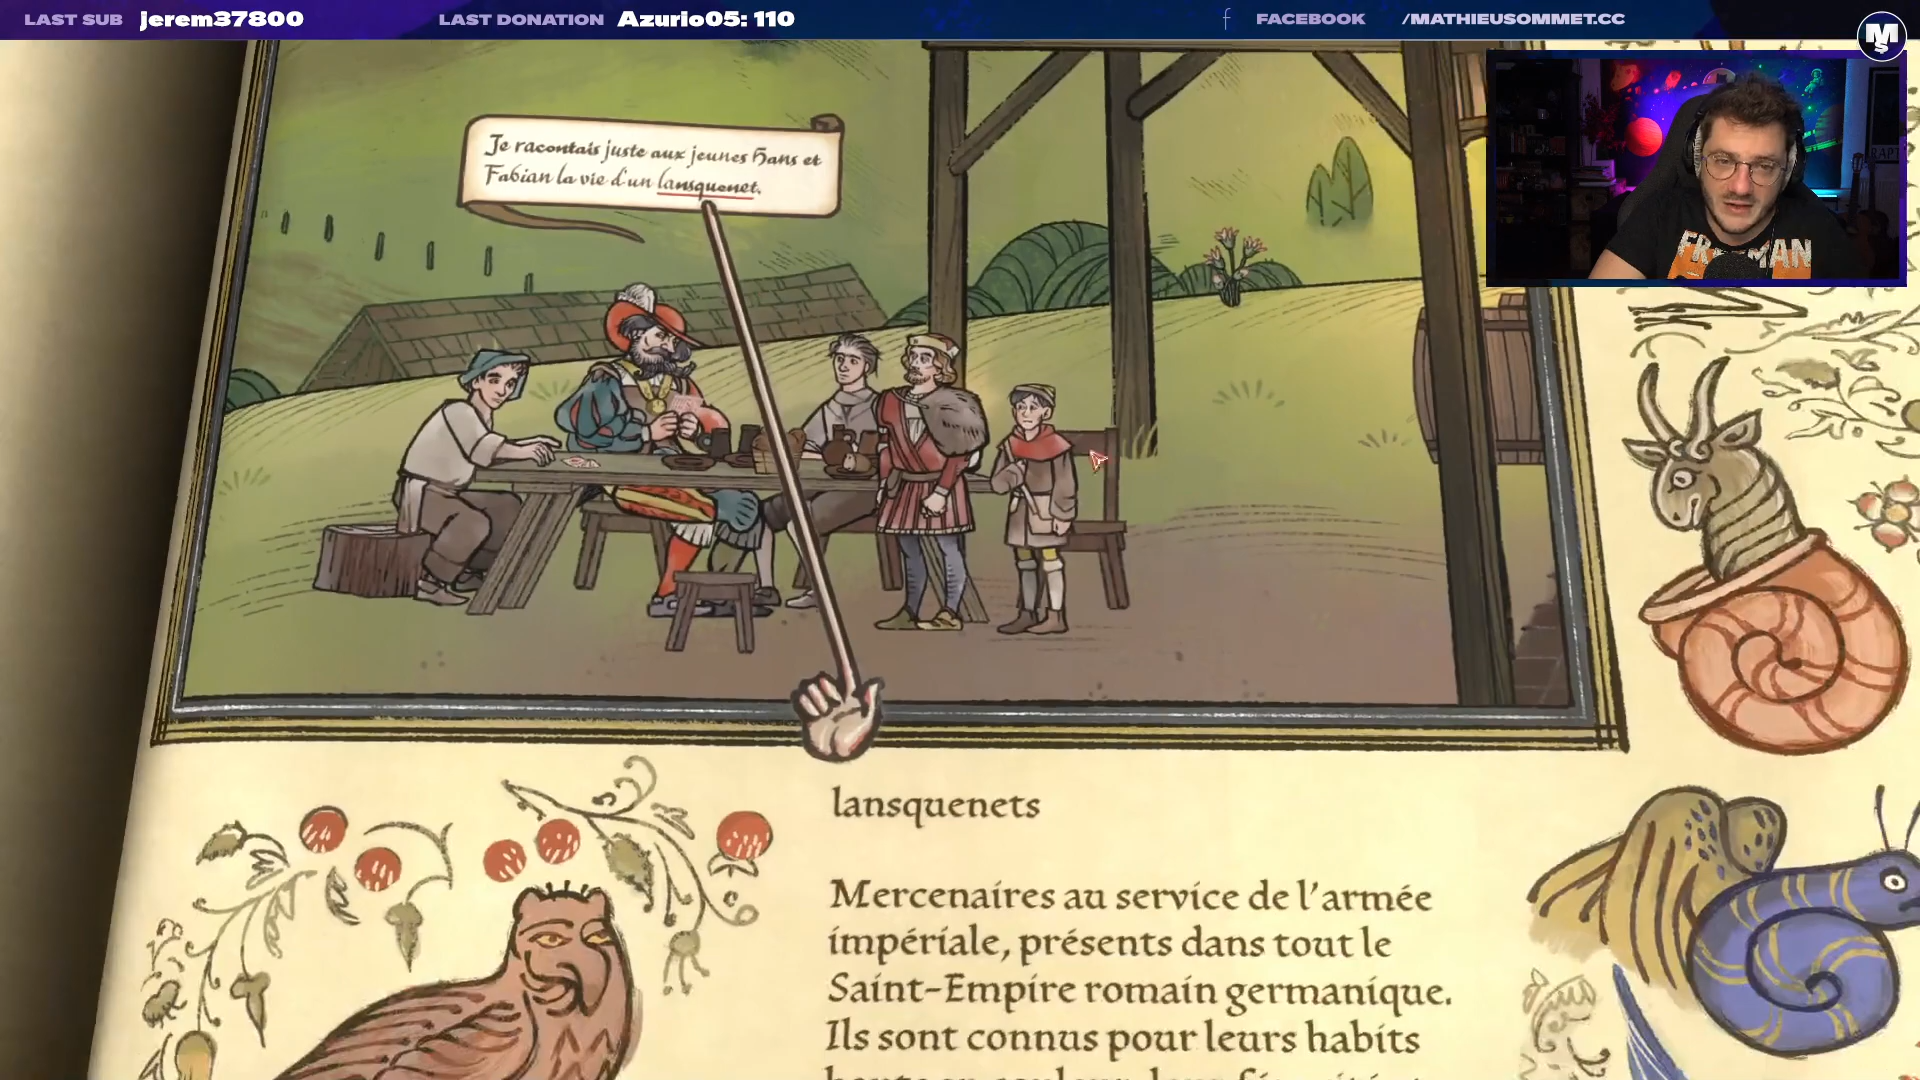 LAST SUB Jerem37800 LAST DONATION Azurio05: 110 f FACEBOOK /MATHIEUSOMMET.CC
MS
FREEMAN
Je racontais juste aux jeunes Hans et
Fabian la vie d'un lansquenet.
lansquenets
Mercenaires au service de l'armée
impériale, présents dans tout le
Saint-Empire romain germanique.
Ils sont connus pour leurs habits